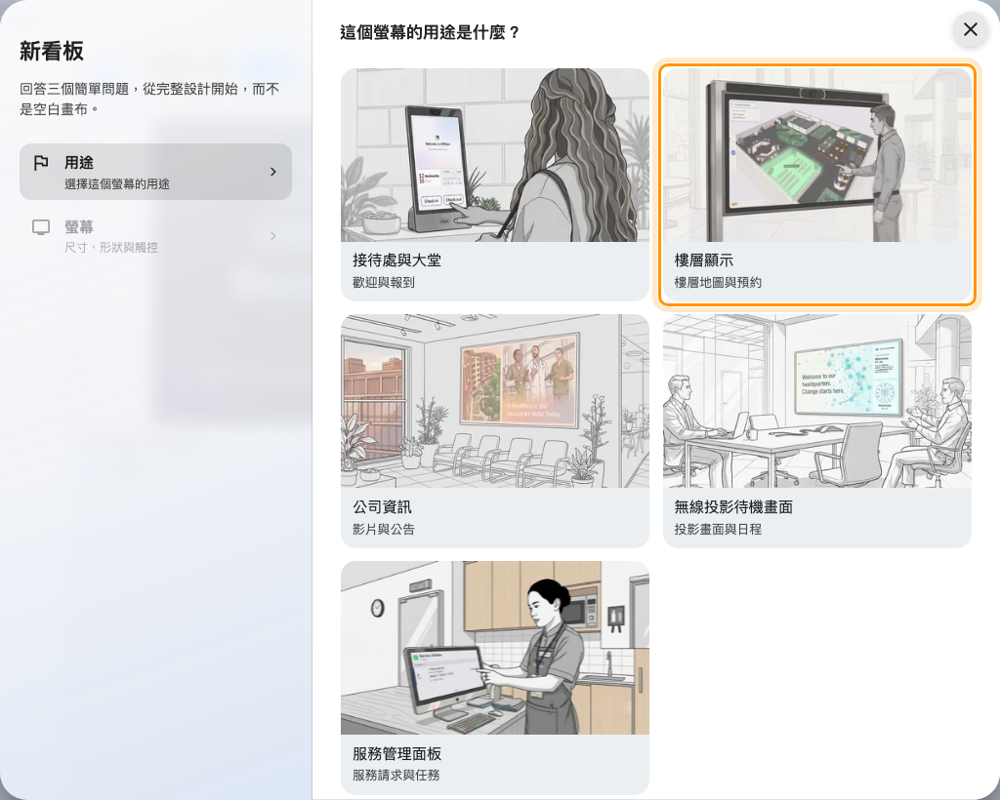 新看板
回答三個簡單問題，從完整設計開始，而不
是空白畫布。
用途
選擇這個螢幕的用途
螢幕
尺寸、形狀與觸控
這個螢幕的用途是什麼？
Check in
Check out
接待處與大堂
歡迎與報到
樓層顯示
樓層地圖與預約
公司資訊
影片與公告
Welcome to our
headquarters.
Change starts here.
無線投影待機畫面
投影畫面與日程
服務管理面板
服務請求與任務